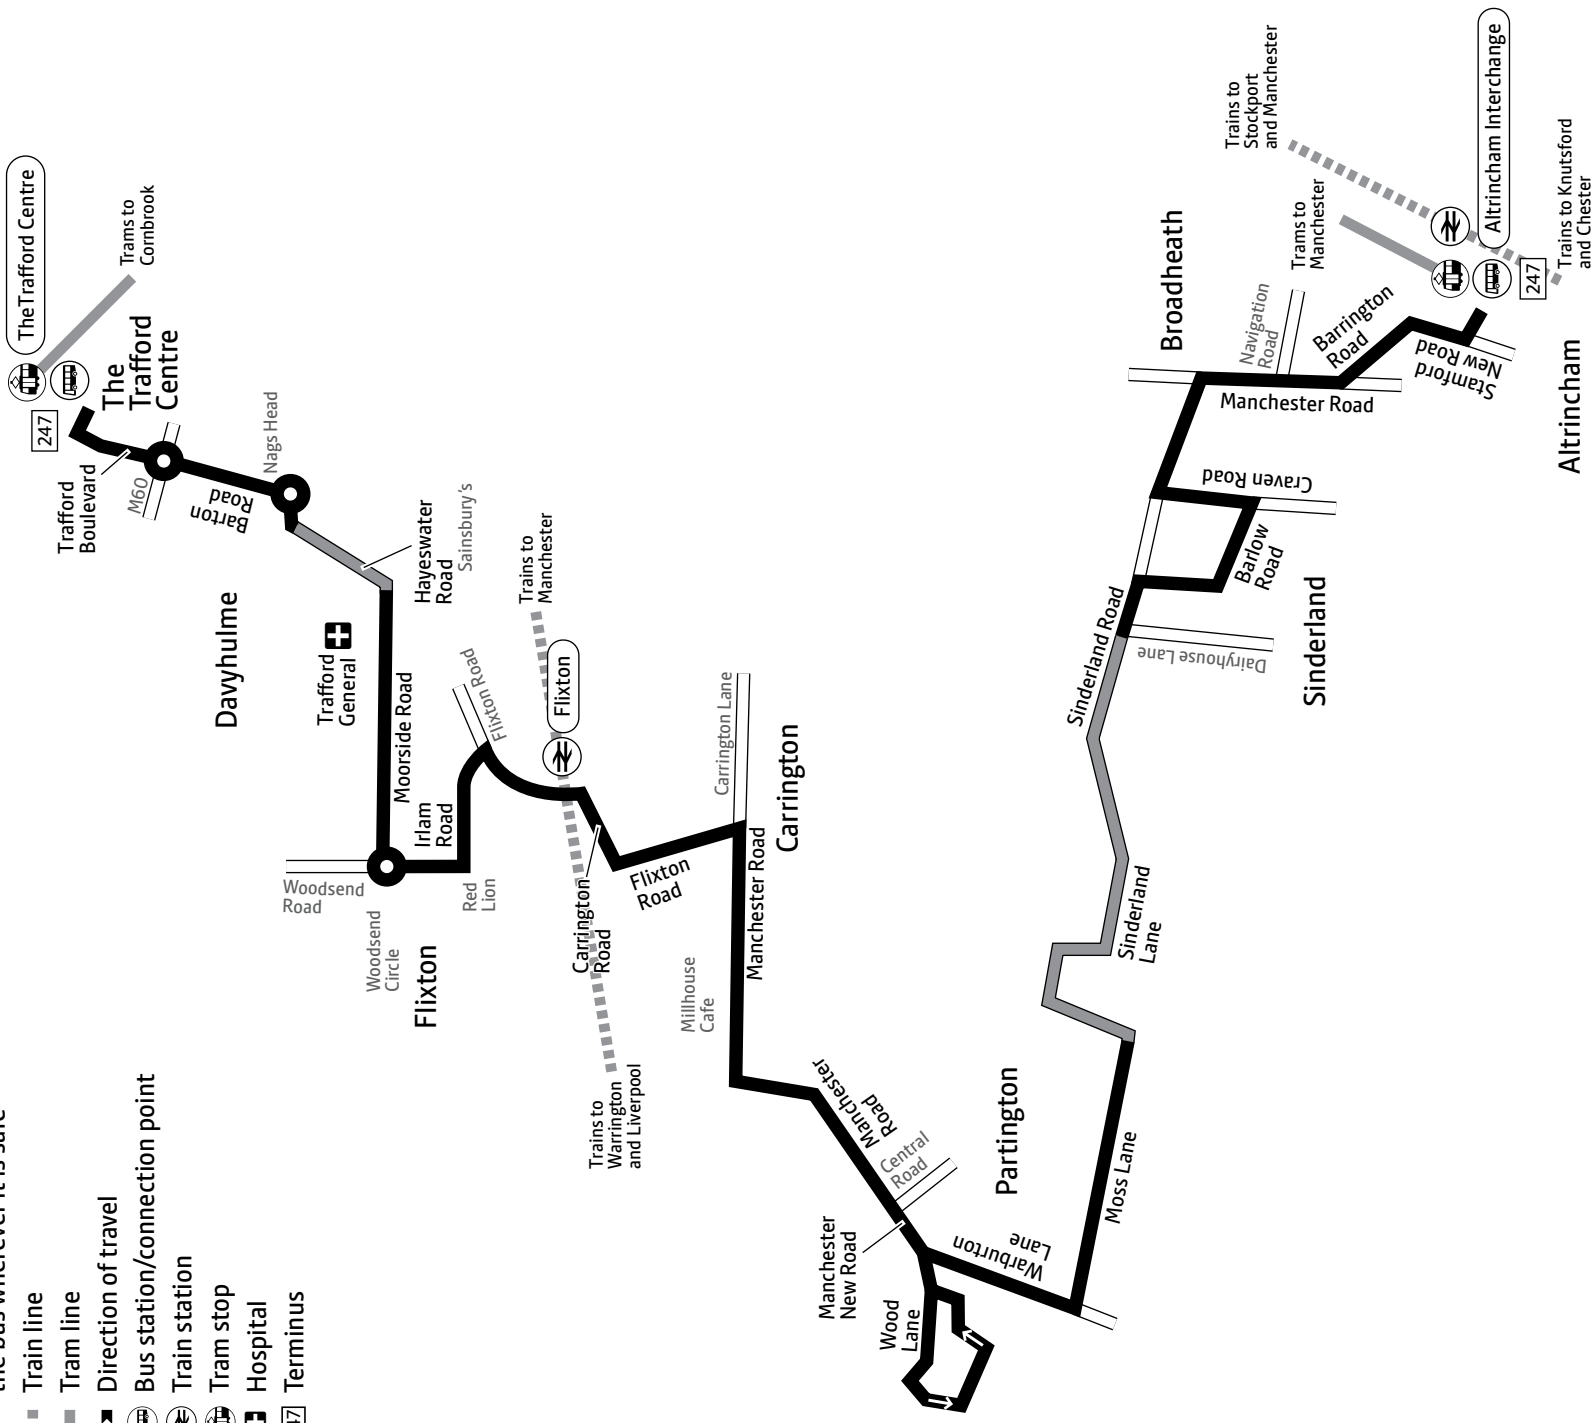 the bus wherever it is safe
Train line
Tram line
Direction of travel
Bus station/connection point
Train station
Tram stop
Hospital
Terminus
The Trafford Centre
247
Trams to
Cornbrook
The
Trafford
Centre
Trafford
Boulevard
M60
Barton
Road
Nags Head
Davyhulme
Hayeswater
Road
Sainsbury's
Trafford
General
Moorside Road
Woodsend
Road
Woodsend
Circle
Flixton
Irlam
Road
Red
Lion
Flixton Road
Trains to
Manchester
Flixton
Carrington
Road
Trains to
Warrington
and Liverpool
Flixton
Road
Carrington Lane
Carrington
Manchester Road
Millhouse
Cafe
Manchester
Road
Central
Road
Manchester
New Road
Partington
Wood
Lane
Warburton
Lane
Moss Lane
Sinderland
Lane
Sinderland Road
Dairyhouse Lane
Sinderland
Barlow
Road
Craven Road
Broadheath
Manchester Road
Navigation
Road
Barrington
Road
Stamford
New Road
Trams to
Manchester
Trains to
Stockport
and Manchester
Altrincham Interchange
247
Trains to Knutsford
and Chester
Altrincham